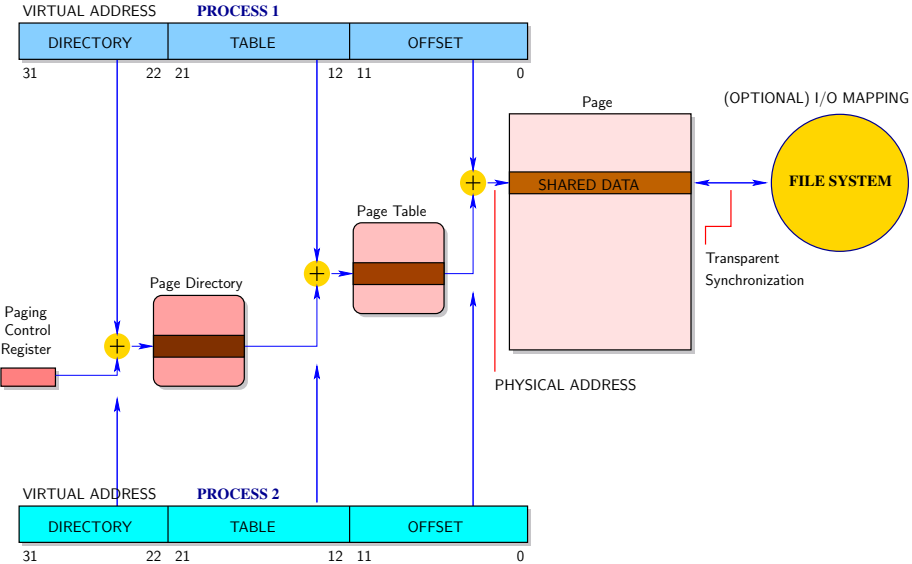 VIRTUAL ADDRESS PROCESS 1
DIRECTORY TABLE OFFSET
31 22 21 12 11 0
Page
(OPTIONAL) I/O MAPPING
+ SHARED DATA FILE SYSTEM
Page Table
Transparent
Synchronization
+
Page Directory
Paging
Control
Register
+
PHYSICAL ADDRESS
VIRTUAL ADDRESS PROCESS 2
DIRECTORY TABLE OFFSET
31 22 21 12 11 0